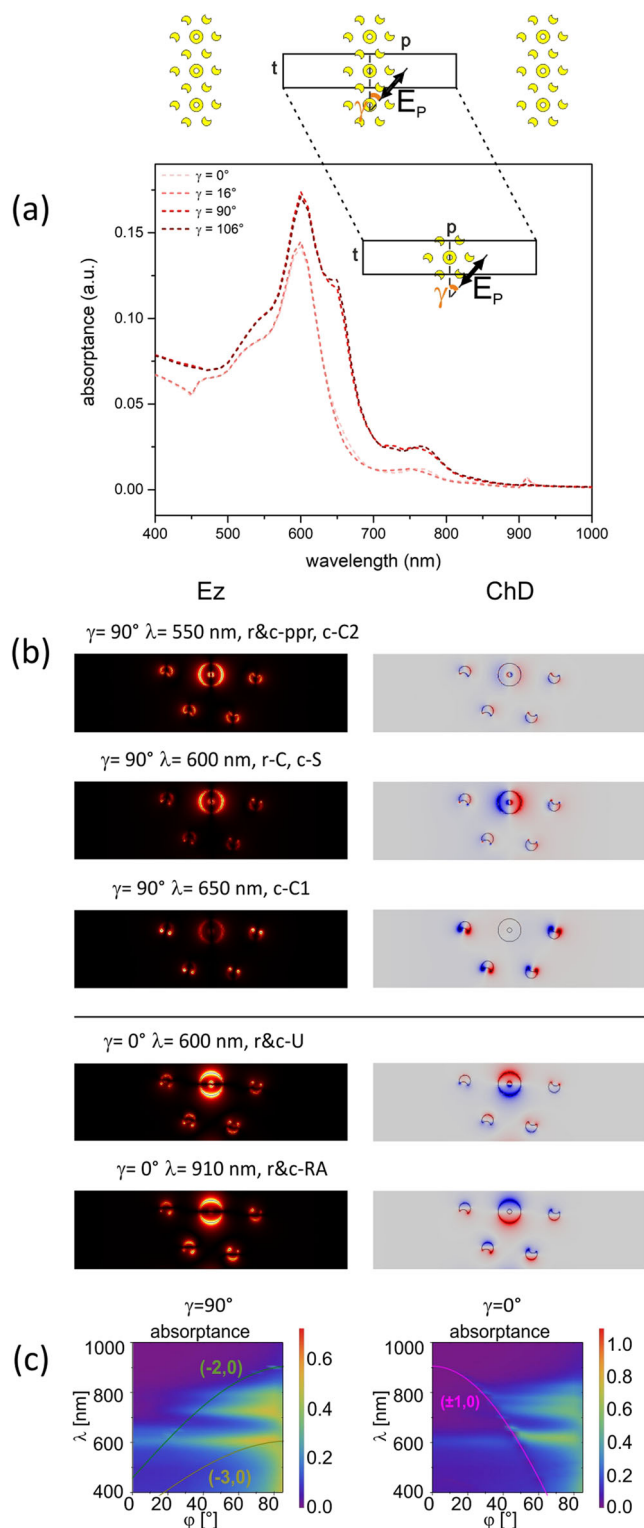 p
t
γ
E_P
(a)
γ = 0°
γ = 16°
γ = 90°
γ = 106°
p
t
γ
E_P
0.15
0.10
0.05
0.00
absorptance (a.u.)
400 500 600 700 800 900 1000
wavelength (nm)
Ez ChD
(b)
γ= 90° λ= 550 nm, r&c-ppr, c-C2
γ= 90° λ= 600 nm, r-C, c-S
γ= 90° λ= 650 nm, c-C1
γ= 0° λ= 600 nm, r&c-U
γ= 0° λ= 910 nm, r&c-RA
(c)
γ=90° γ=0°
absorptance absorptance
1000
800
600
400
λ [nm]
(-2,0)
(-3,0)
0 20 40 60 80
φ [°]
0.6
0.4
0.2
0.0
1000
800
600
400
λ [nm]
(±1,0)
0 20 40 60 80
φ [°]
1.0
0.8
0.6
0.4
0.2
0.0